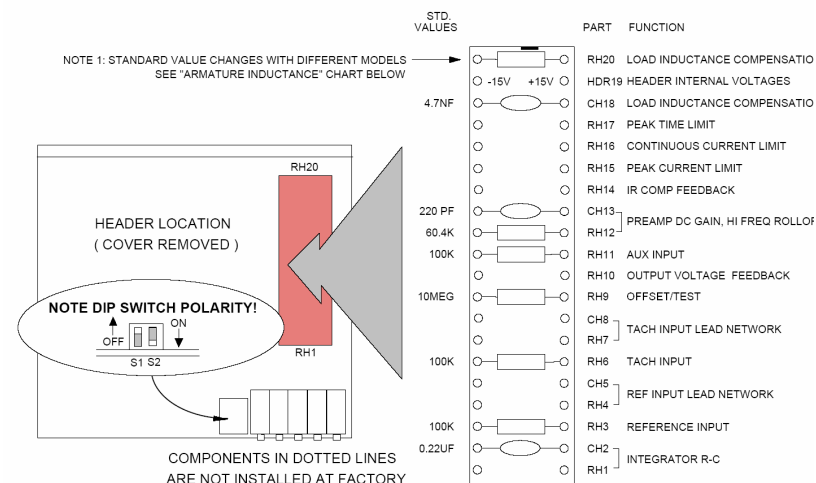 STD.
VALUES PART FUNCTION
NOTE 1: STANDARD VALUE CHANGES WITH DIFFERENT MODELS
SEE "ARMATURE INDUCTANCE" CHART BELOW
RH20 LOAD INDUCTANCE COMPENSATIO
-15V +15V HDR19 HEADER INTERNAL VOLTAGES
4.7NF CH18 LOAD INDUCTANCE COMPENSATIO
RH17 PEAK TIME LIMIT
RH16 CONTINUOUS CURRENT LIMIT
RH15 PEAK CURRENT LIMIT
RH14 IR COMP FEEDBACK
220 PF CH13
PREAMP DC GAIN, HI FREQ ROLLOF
60.4K RH12
100K RH11 AUX INPUT
RH10 OUTPUT VOLTAGE FEEDBACK
10MEG RH9 OFFSET/TEST
CH8
TACH INPUT LEAD NETWORK
RH7
100K RH6 TACH INPUT
CH5
REF INPUT LEAD NETWORK
RH4
100K RH3 REFERENCE INPUT
0.22UF CH2
INTEGRATOR R-C
RH1
RH20
HEADER LOCATION
( COVER REMOVED )
NOTE DIP SWITCH POLARITY!
OFF ON
S1 S2
RH1
COMPONENTS IN DOTTED LINES
ARE NOT INSTALLED AT FACTORY